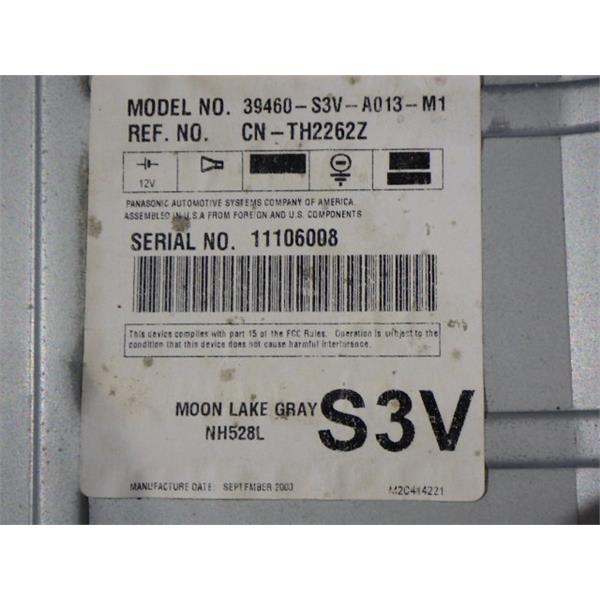 MODEL NO. 39460-S3V-A013-M1
REF. NO. CN-TH2262Z
12V
PANASONIC AUTOMOTIVE SYSTEMS COMPANY OF AMERICA
ASSEMBLED IN U.S.A FROM FOREIGN AND U.S. COMPONENTS
SERIAL NO. 11106008
This device complies with part 15 of the FCC Rules. Operation is subject to the
condition that this device does not cause harmful interference.
MOON LAKE GRAY S3V
NH528L
MANUFACTURE DATE: SEPTEMBER 2003 M2C414221